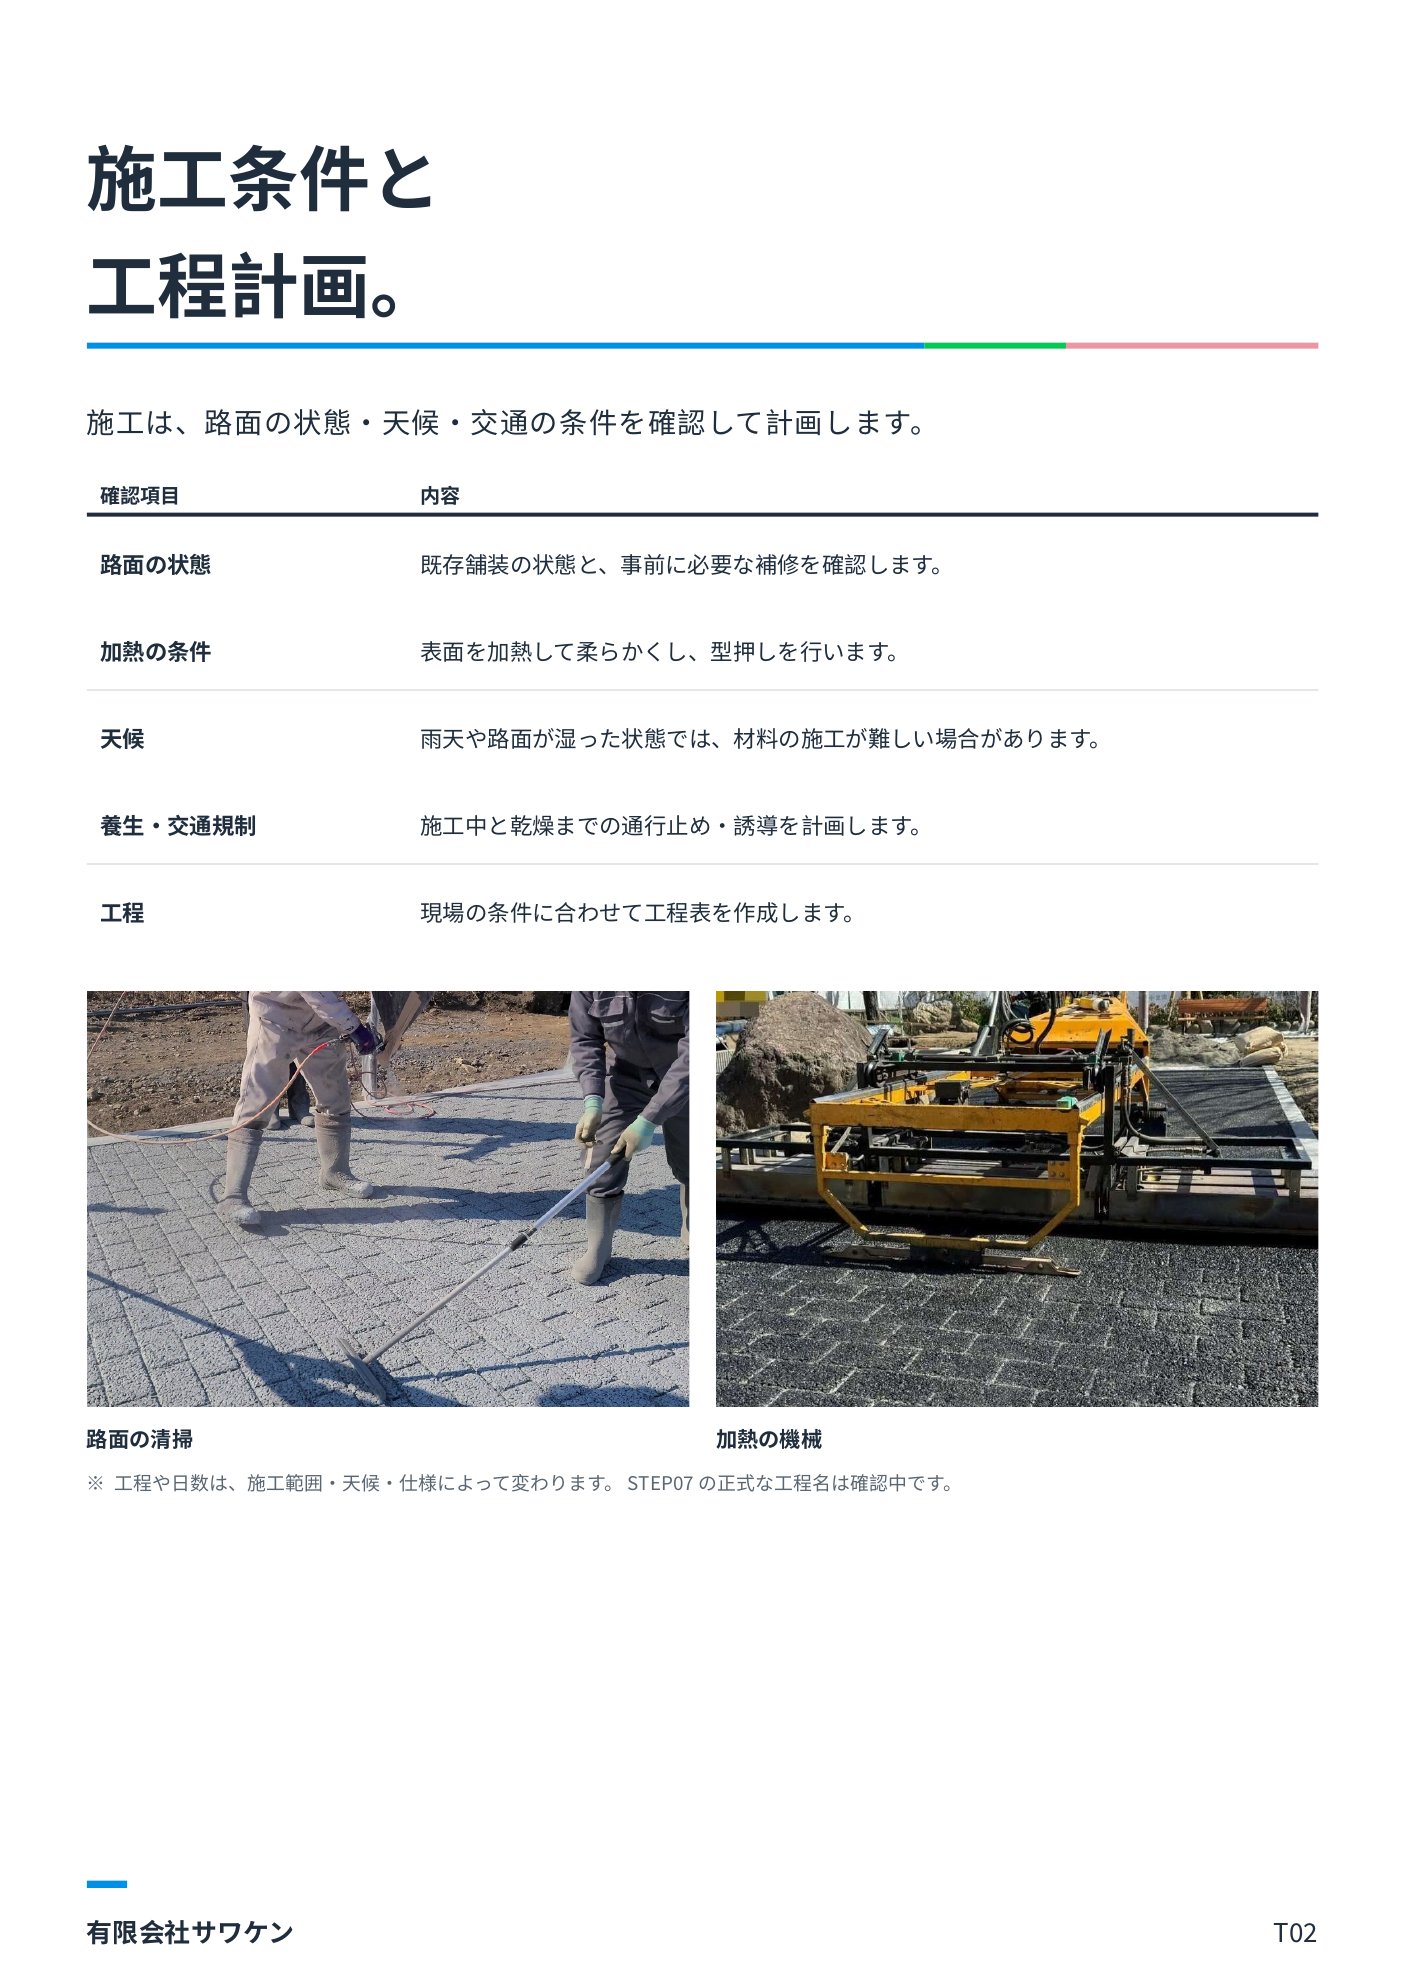 施工条件と
工程計画。
施工は、路面の状態・天候・交通の条件を確認して計画します。
確認項目 内容
路面の状態 既存舗装の状態と、事前に必要な補修を確認します。
加熱の条件 表面を加熱して柔らかくし、型押しを行います。
天候 雨天や路面が湿った状態では、材料の施工が難しい場合があります。
養生・交通規制 施工中と乾燥までの通行止め・誘導を計画します。
工程 現場の条件に合わせて工程表を作成します。
路面の清掃
加熱の機械
※ 工程や日数は、施工範囲・天候・仕様によって変わります。 STEP07 の正式な工程名は確認中です。
有限会社サワケン
T02